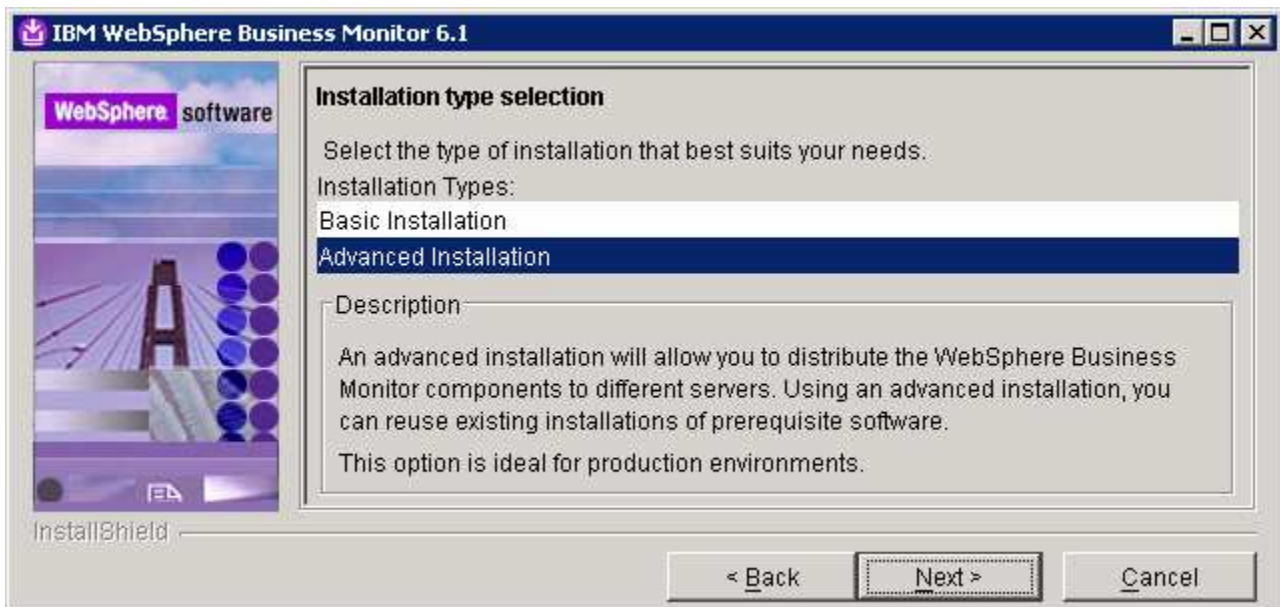 IBM WebSphere Business Monitor 6.1
WebSphere software
Installation type selection
Select the type of installation that best suits your needs.
Installation Types:
Basic Installation
Advanced Installation
Description
An advanced installation will allow you to distribute the WebSphere Business
Monitor components to different servers. Using an advanced installation, you
can reuse existing installations of prerequisite software.
This option is ideal for production environments.
InstallShield
< Back
Next >
Cancel